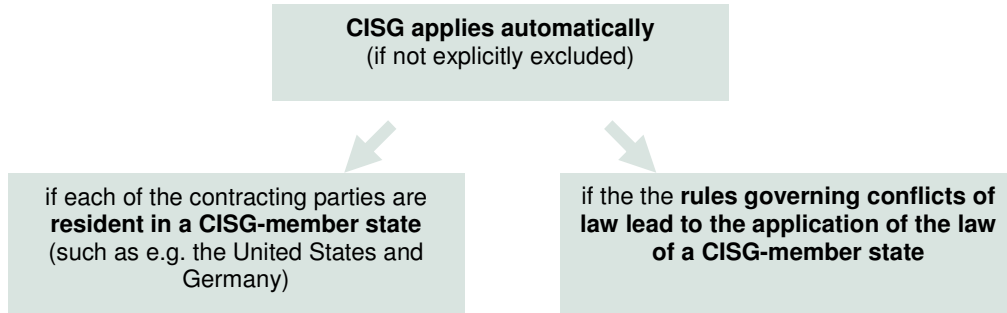 CISG applies automatically
(if not explicitly excluded)
if each of the contracting parties are
resident in a CISG-member state
(such as e.g. the United States and
Germany)
if the the rules governing conflicts of
law lead to the application of the law
of a CISG-member state